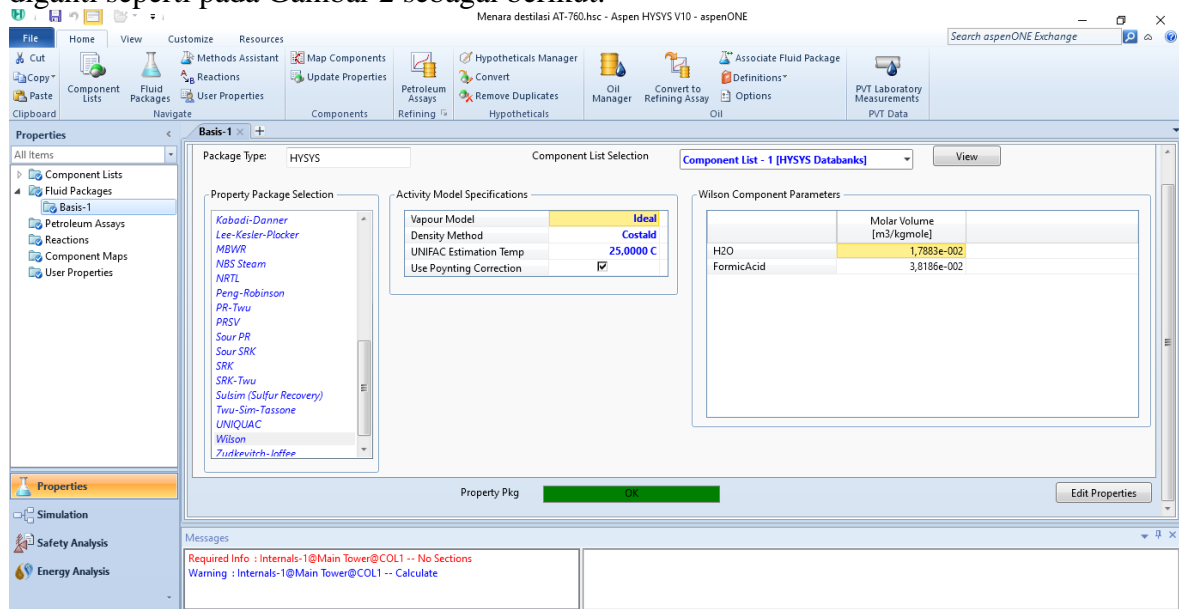 diganti seperti pada Gambar 2 sebagai berikut.
Menara destilasi AT-760.hsc - Aspen HYSYS V10 - aspenONE
File Home View Customize Resources Search aspenONE Exchange
Cut
Copy
Paste
Clipboard
Component Lists
Fluid Packages
Methods Assistant
Reactions
User Properties
Navigate
Map Components
Update Properties
Components
Petroleum Assays
Refining
Hypotheticals Manager
Convert
Remove Duplicates
Hypotheticals
Oil Manager
Convert to Refining Assay
Associate Fluid Package
Definitions
Options
Oil
PVT Laboratory Measurements
PVT Data
Properties
All Items
Component Lists
Fluid Packages
Basis-1
Petroleum Assays
Reactions
Component Maps
User Properties
Properties
Simulation
Safety Analysis
Energy Analysis
Basis-1
Package Type: HYSYS Component List Selection Component List - 1 [HYSYS Databanks] View
Property Package Selection
Kabadi-Danner
Lee-Kesler-Plocker
MBWR
NBS Steam
NRTL
Peng-Robinson
PR-Twu
PRSV
Sour PR
Sour SRK
SRK
SRK-Twu
Sulsim (Sulfur Recovery)
Twu-Sim-Tassone
UNIQUAC
Wilson
Zudkevitch-Joffee
Activity Model Specifications
Vapour Model Ideal
Density Method Costald
UNIFAC Estimation Temp 25,0000 C
Use Poynting Correction
Wilson Component Parameters
Molar Volume
[m3/kgmole]
H2O 1,7883e-002
FormicAcid 3,8186e-002
Property Pkg OK Edit Properties
Messages
Required Info : Internals-1@Main Tower@COL1 -- No Sections
Warning : Internals-1@Main Tower@COL1 -- Calculate